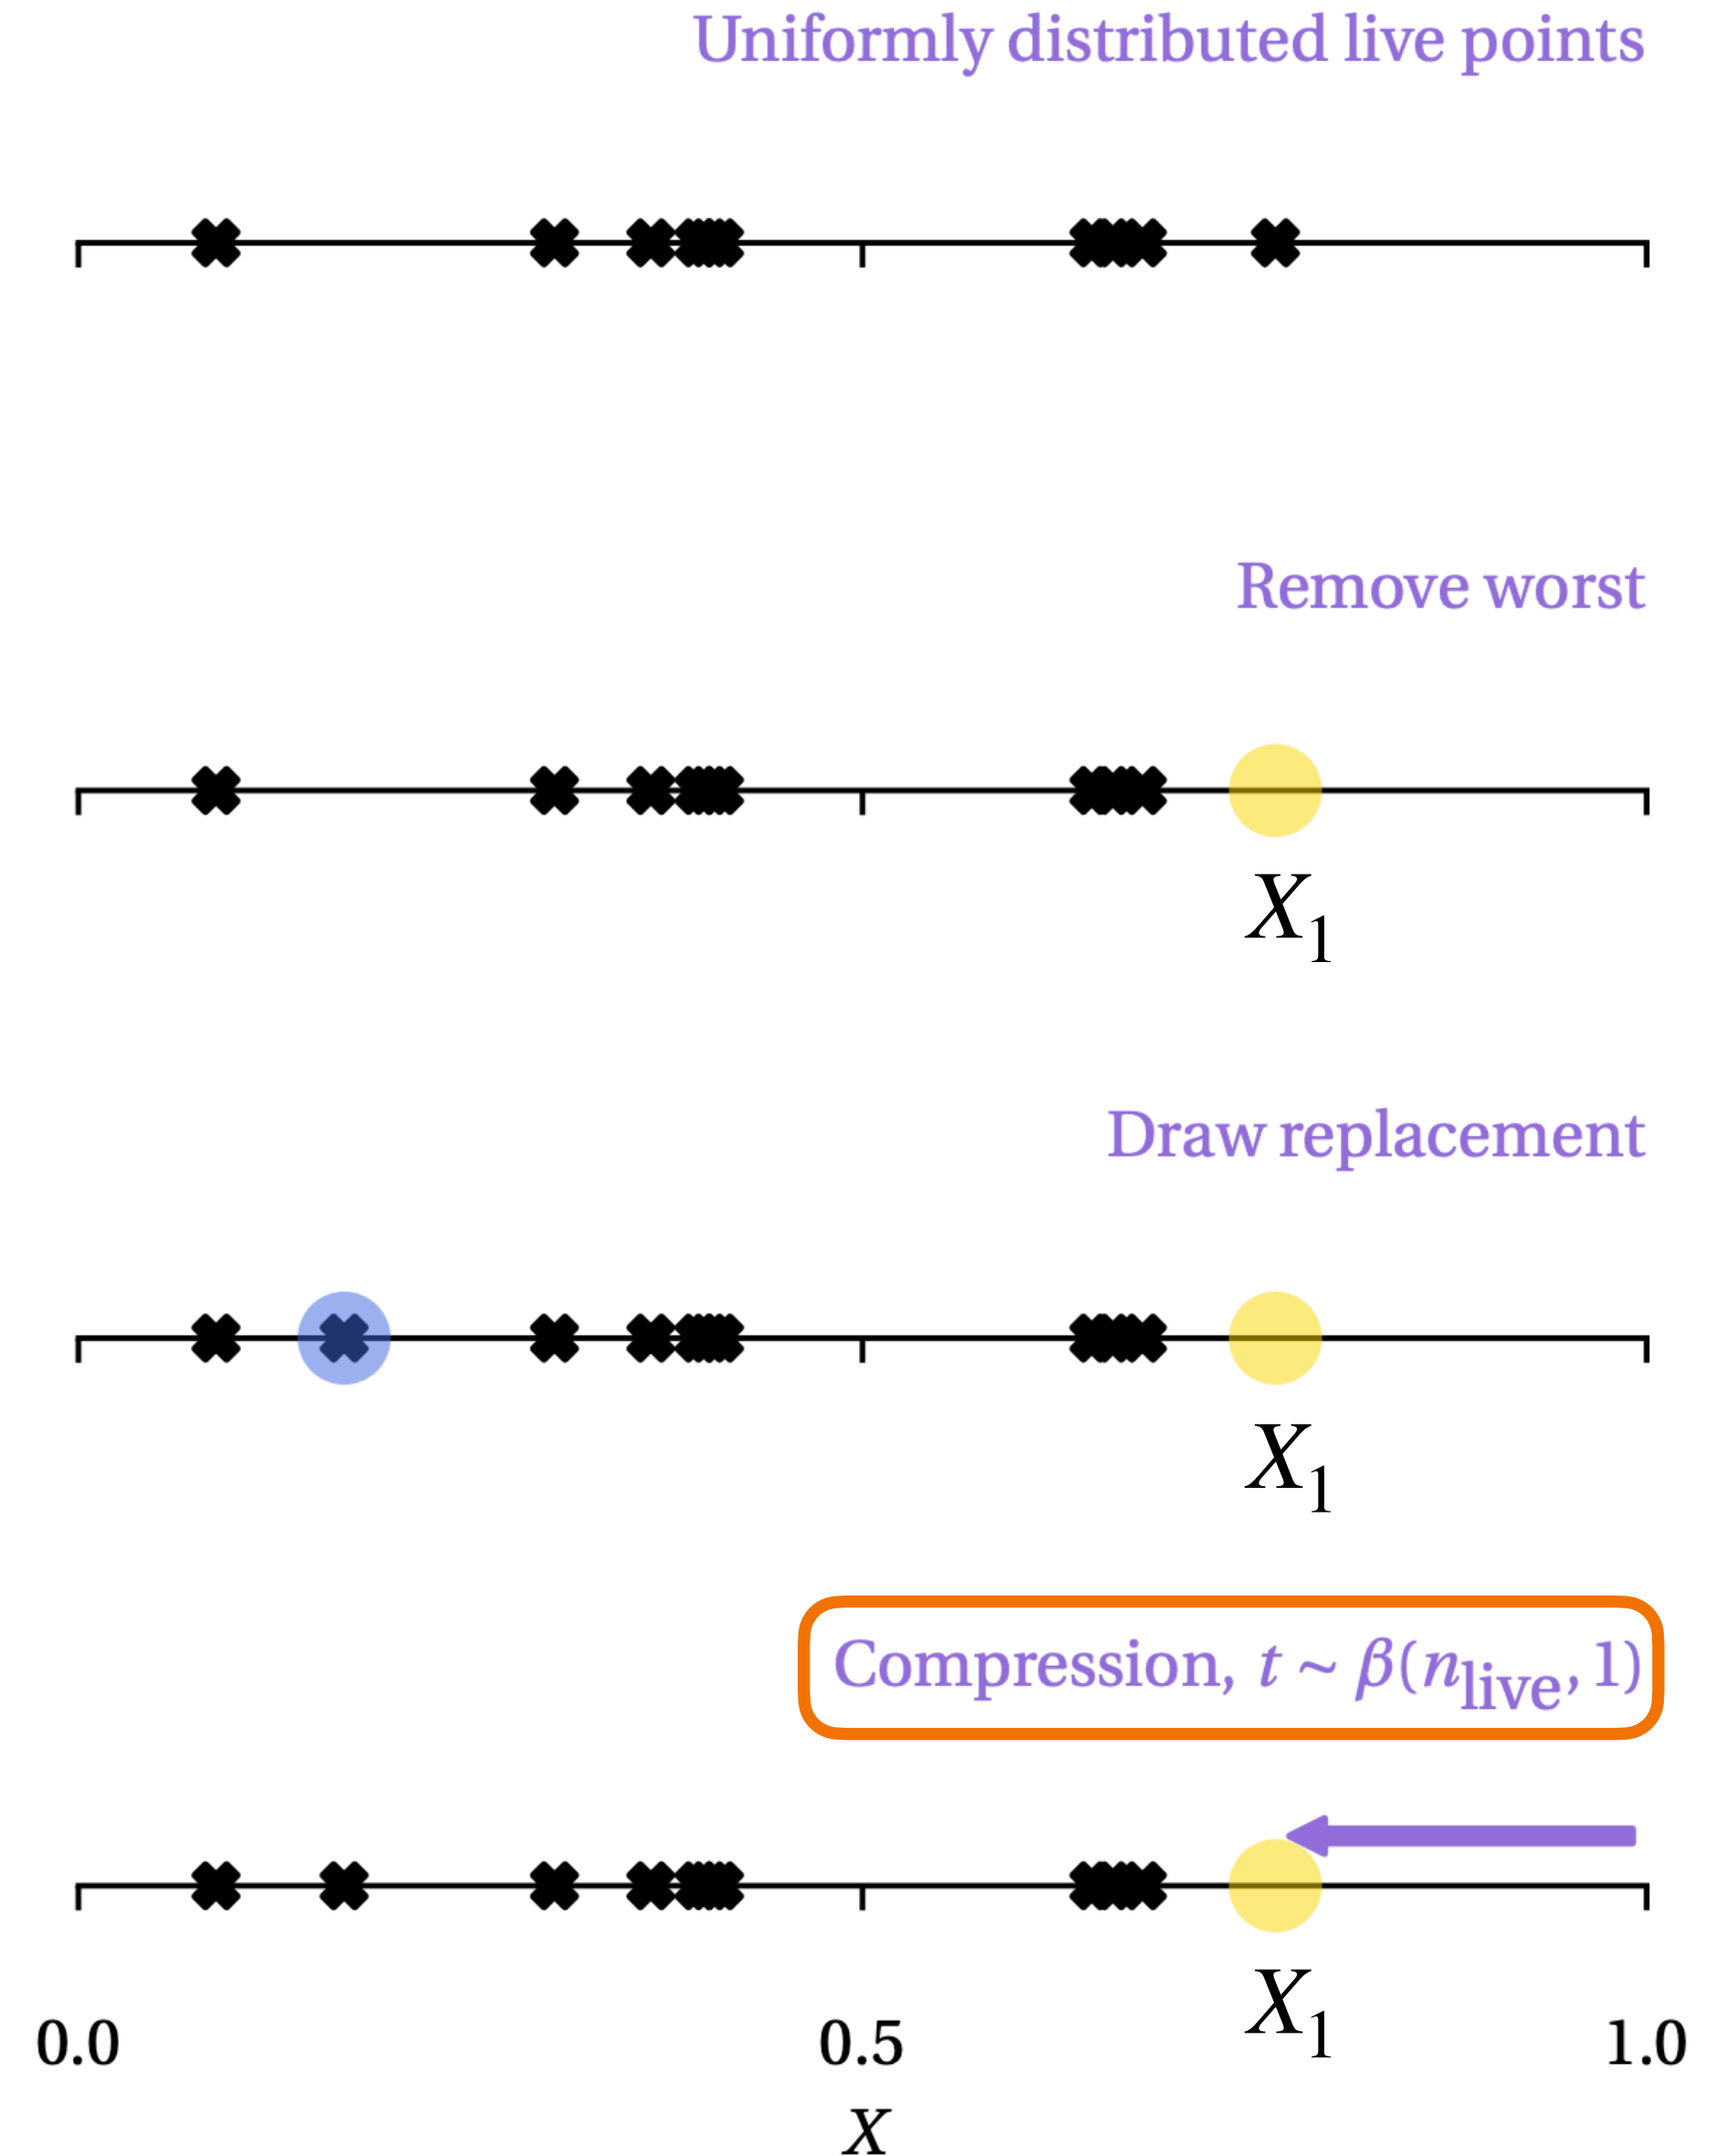 Uniformly distributed live points
Remove worst
X₁
Draw replacement
X₁
Compression, t ~ β(n_live, 1)
X₁
0.0 0.5 1.0
X